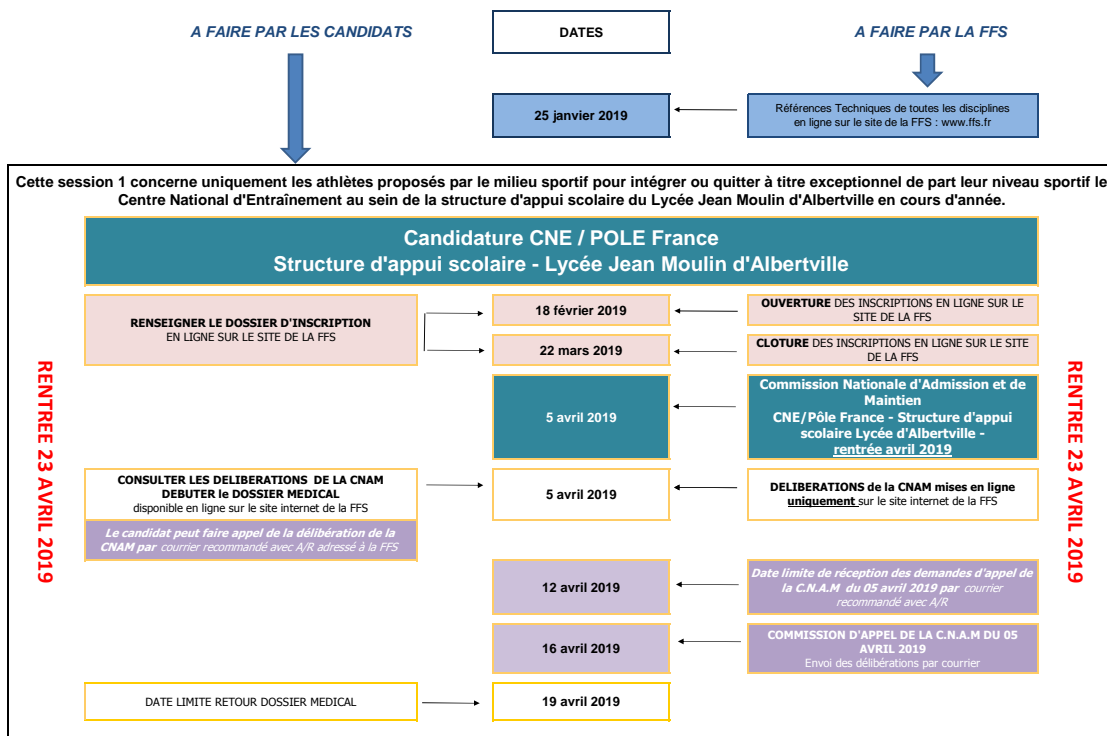 A FAIRE PAR LES CANDIDATS
DATES
A FAIRE PAR LA FFS
25 janvier 2019
Références Techniques de toutes les disciplines
en ligne sur le site de la FFS : www.ffs.fr
Cette session 1 concerne uniquement les athlètes proposés par le milieu sportif pour intégrer ou quitter à titre exceptionnel de part leur niveau sportif le
Centre National d'Entraînement au sein de la structure d'appui scolaire du Lycée Jean Moulin d'Albertville en cours d'année.
Candidature CNE / POLE France
Structure d'appui scolaire - Lycée Jean Moulin d'Albertville
RENTREE 23 AVRIL 2019
RENSEIGNER LE DOSSIER D'INSCRIPTION
EN LIGNE SUR LE SITE DE LA FFS
18 février 2019
OUVERTURE DES INSCRIPTIONS EN LIGNE SUR LE
SITE DE LA FFS
22 mars 2019
CLOTURE DES INSCRIPTIONS EN LIGNE SUR LE SITE
DE LA FFS
5 avril 2019
Commission Nationale d'Admission et de
Maintien
CNE/Pôle France - Structure d'appui
scolaire Lycée d'Albertville -
rentrée avril 2019
CONSULTER LES DELIBERATIONS DE LA CNAM
DEBUTER le DOSSIER MEDICAL
disponible en ligne sur le site internet de la FFS
5 avril 2019
DELIBERATIONS de la CNAM mises en ligne
uniquement sur le site internet de la FFS
Le candidat peut faire appel de la délibération de la
CNAM par courrier recommandé avec A/R adressé à la FFS
12 avril 2019
Date limite de réception des demandes d'appel de
la C.N.A.M du 05 avril 2019 par courrier
recommandé avec A/R
16 avril 2019
COMMISSION D'APPEL DE LA C.N.A.M DU 05
AVRIL 2019
Envoi des délibérations par courrier
DATE LIMITE RETOUR DOSSIER MEDICAL
19 avril 2019
RENTREE 23 AVRIL 2019